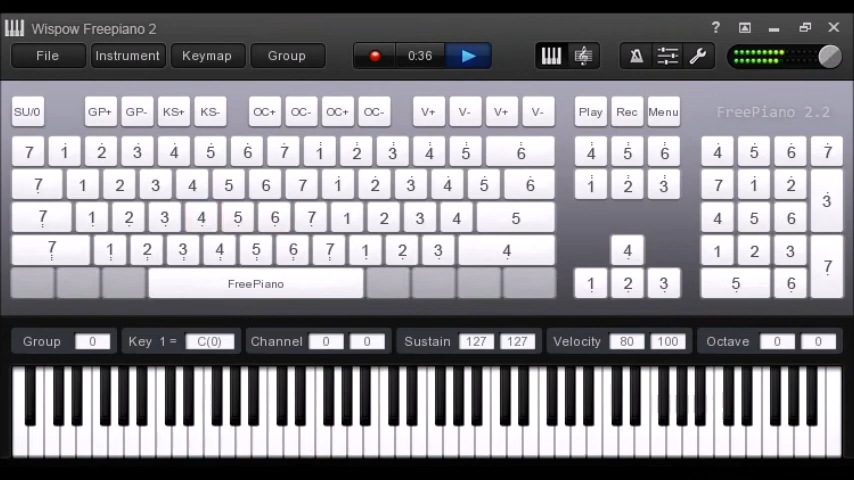 Wispow Freepiano 2 ?
File Instrument Keymap Group 0:36
SU/0 GP+ GP- KS+ KS- OC+ OC- OC+ OC- V+ V- V+ V- Play Rec Menu FreePiano 2.2
7 1 2 3 4 5 6 7 1 2 3 4 5 6 4 5 6 4 5 6 7
7 1 2 3 4 5 6 7 1 2 3 4 5 6 1 2 3 7 1 2 3
7 1 2 3 4 5 6 7 1 2 3 4 5 4 5 6
7 1 2 3 4 5 6 7 1 2 3 4 4 1 2 3 7
FreePiano 1 2 3 5 6
Group 0 Key 1 = C(0) Channel 0 0 Sustain 127 127 Velocity 80 100 Octave 0 0